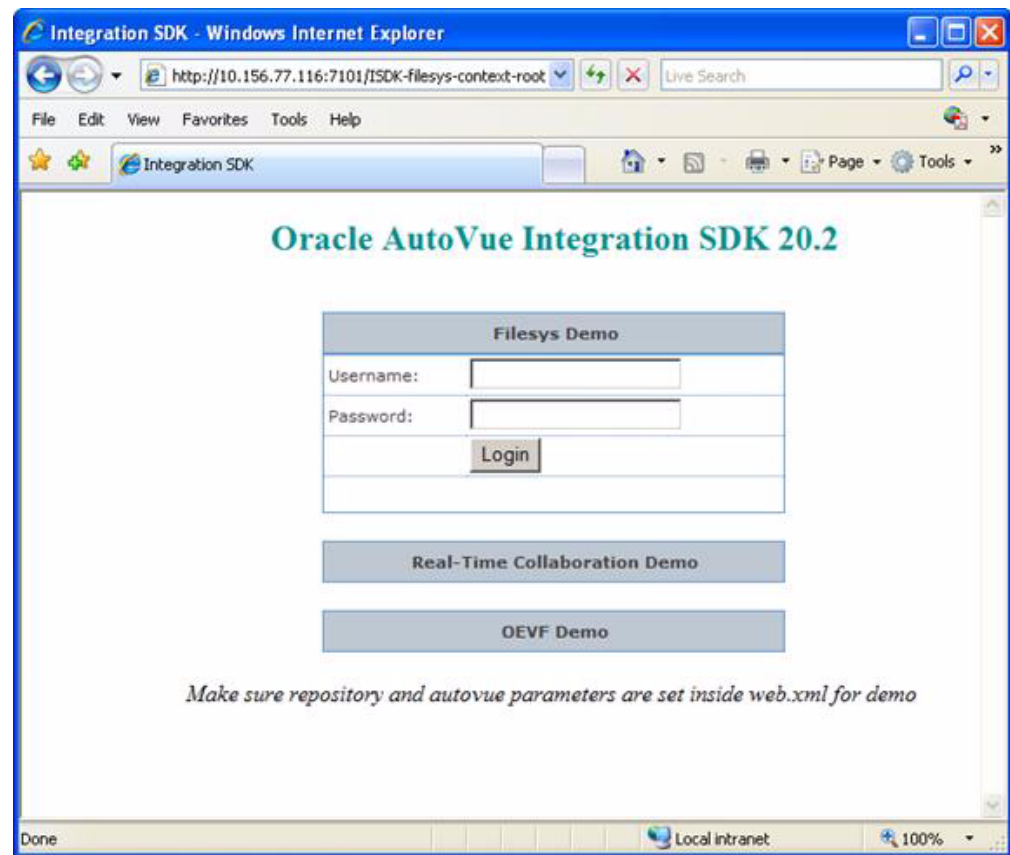 Integration SDK - Windows Internet Explorer
http://10.156.77.116:7101/ISDK-filesys-context-root
Live Search
File Edit View Favorites Tools Help
Integration SDK
Page Tools »
Oracle AutoVue Integration SDK 20.2
Filesys Demo
Username:
Password:
Login
Real-Time Collaboration Demo
OEVF Demo
Make sure repository and autovue parameters are set inside web.xml for demo
Done Local intranet 100%